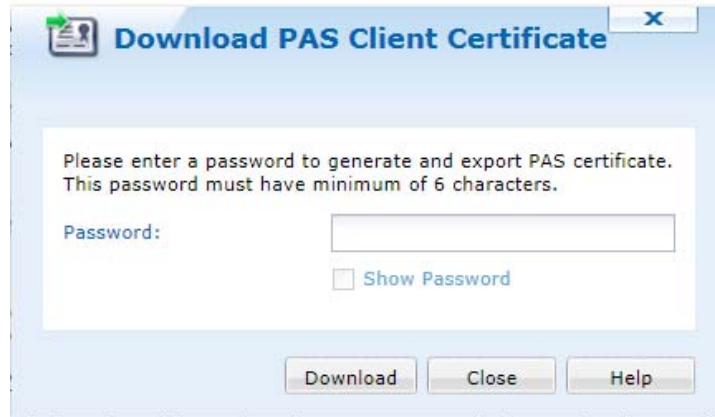 Download PAS Client Certificate
x
Please enter a password to generate and export PAS certificate.
This password must have minimum of 6 characters.
Password:
Show Password
Download
Close
Help